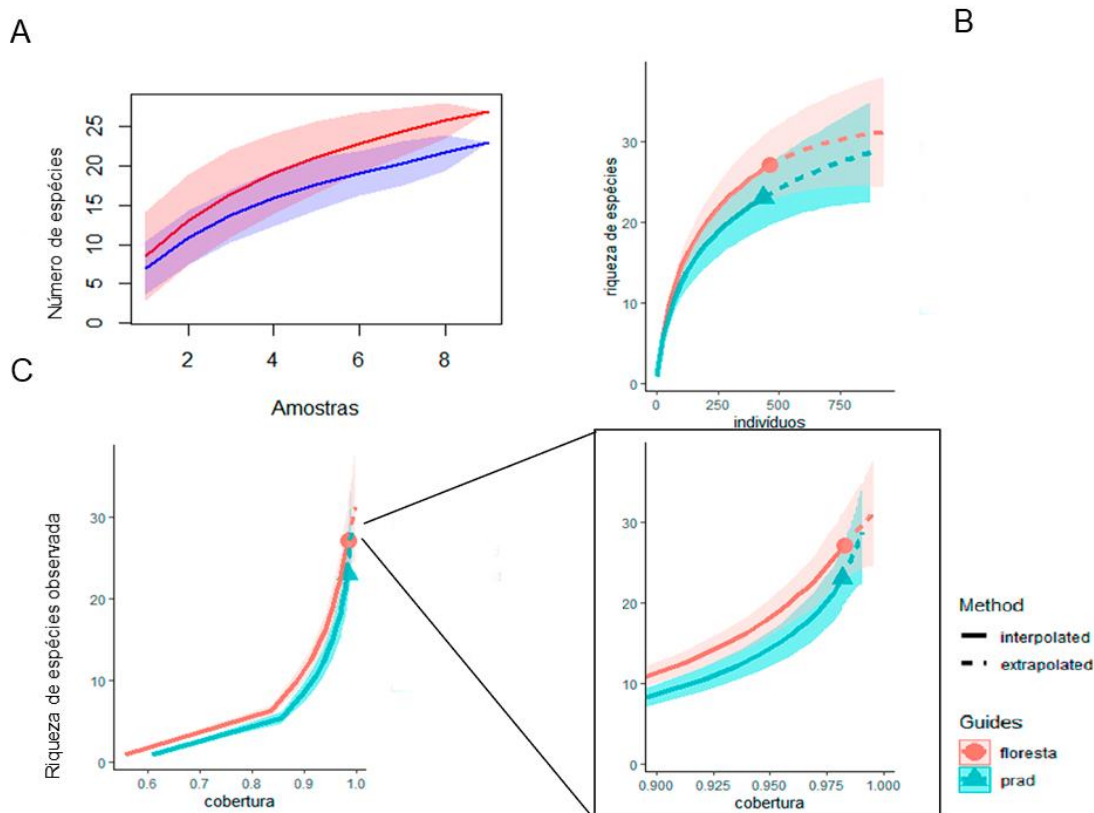 A
B
Número de espécies
25
20
15
10
5
0
2
4
6
8
Amostras
riqueza de espécies
30
20
10
0
0
250
500
750
indivíduos
C
Riqueza de espécies observada
30
20
10
0
0.6
0.7
0.8
0.9
1.0
cobertura
30
20
10
0
0.900
0.925
0.950
0.975
1.000
cobertura
Method
interpolated
extrapolated
Guides
floresta
prad